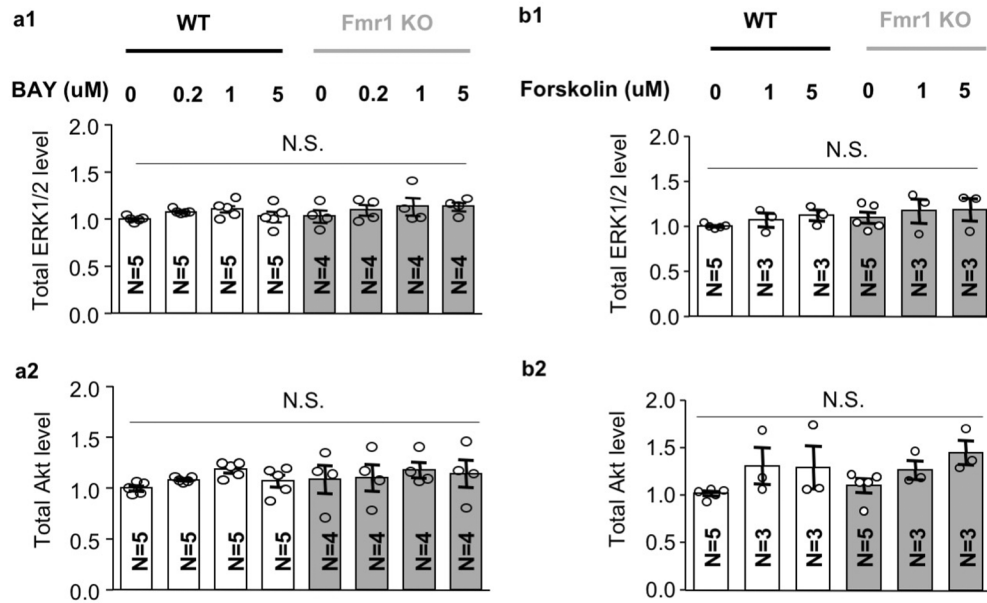 a1
WT Fmr1 KO
BAY (uM) 0 0.2 1 5 0 0.2 1 5
Total ERK1/2 level
2.0
1.5
1.0
0.5
0.0
N.S.
N=5 N=5 N=5 N=5 N=4 N=4 N=4 N=4
b1
WT Fmr1 KO
Forskolin (uM) 0 1 5 0 1 5
Total ERK1/2 level
2.0
1.5
1.0
0.5
0.0
N.S.
N=5 N=3 N=3 N=5 N=3 N=3
a2
Total Akt level
2.0
1.5
1.0
0.5
0.0
N.S.
N=5 N=5 N=5 N=5 N=4 N=4 N=4 N=4
b2
Total Akt level
2.0
1.5
1.0
0.5
0.0
N.S.
N=5 N=3 N=3 N=5 N=3 N=3